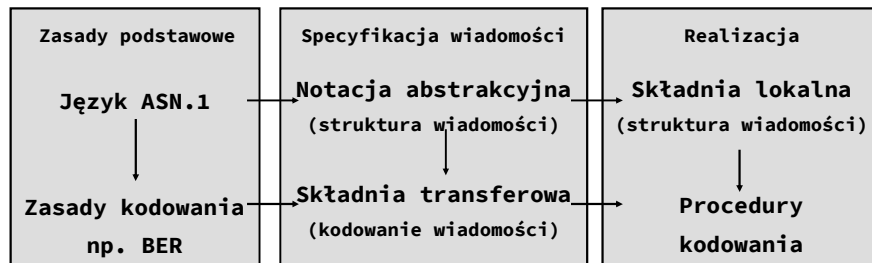 Zasady podstawowe
Język ASN.1
Zasady kodowania
np. BER
Specyfikacja wiadomości
Notacja abstrakcyjna
(struktura wiadomości)
Składnia transferowa
(kodowanie wiadomości)
Realizacja
Składnia lokalna
(struktura wiadomości)
Procedury
kodowania